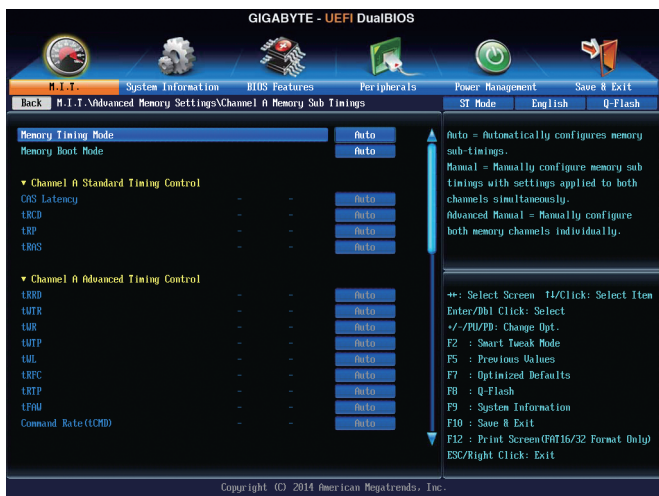 GIGABYTE - UEFI DualBIOS
M.I.T.
System Information
BIOS Features
Peripherals
Power Management
Save & Exit
Back M.I.T.\Advanced Memory Settings\Channel A Memory Sub Timings
ST Mode
English
Q-Flash
Memory Timing Mode Auto
Memory Boot Mode Auto
▼ Channel A Standard Timing Control
CAS Latency - - Auto
tRCD - - Auto
tRP - - Auto
tRAS - - Auto
▼ Channel A Advanced Timing Control
tRRD - - Auto
tWTR - - Auto
tWR - - Auto
tWTP - - Auto
tWL - - Auto
tRFC - - Auto
tRTP - - Auto
tFAW - - Auto
Command Rate(tCMD) - - Auto
Auto = Automatically configures memory
sub-timings.
Manual = Manually configure memory sub
timings with settings applied to both
channels simultaneously.
Advanced Manual = Manually configure
both memory channels individually.
→←: Select Screen ↑↓/Click: Select Item
Enter/Dbl Click: Select
+/-/PU/PD: Change Opt.
F2 : Smart Tweak Mode
F5 : Previous Values
F7 : Optimized Defaults
F8 : Q-Flash
F9 : System Information
F10 : Save & Exit
F12 : Print Screen(FAT16/32 Format Only)
ESC/Right Click: Exit
Copyright (C) 2014 American Megatrends, Inc.